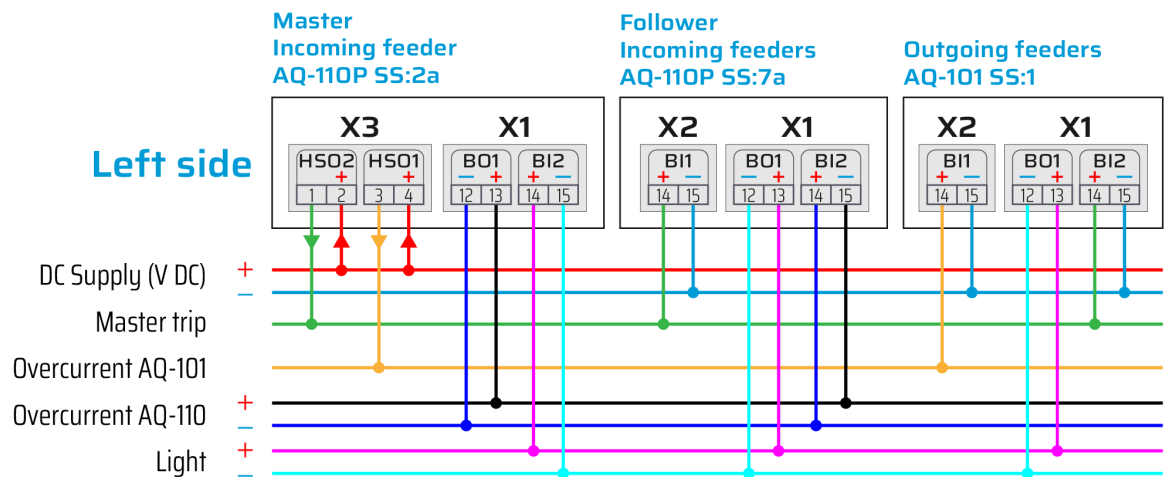 Master
Incoming feeder
AQ-110P SS:2a
Follower
Incoming feeders
AQ-110P SS:7a
Outgoing feeders
AQ-101 SS:1
Left side
X3 X1 X2 X1 X2 X1
HSO2 HSO1 BO1 BI2 BI1 BO1 BI2 BI1 BO1 BI2
+ + − + + − + − − + + − + − − + + −
1 2 3 4 12 13 14 15 14 15 12 13 14 15 14 15 12 13 14 15
DC Supply (V DC) +
−
Master trip
Overcurrent AQ-101
Overcurrent AQ-110 +
−
Light +
−